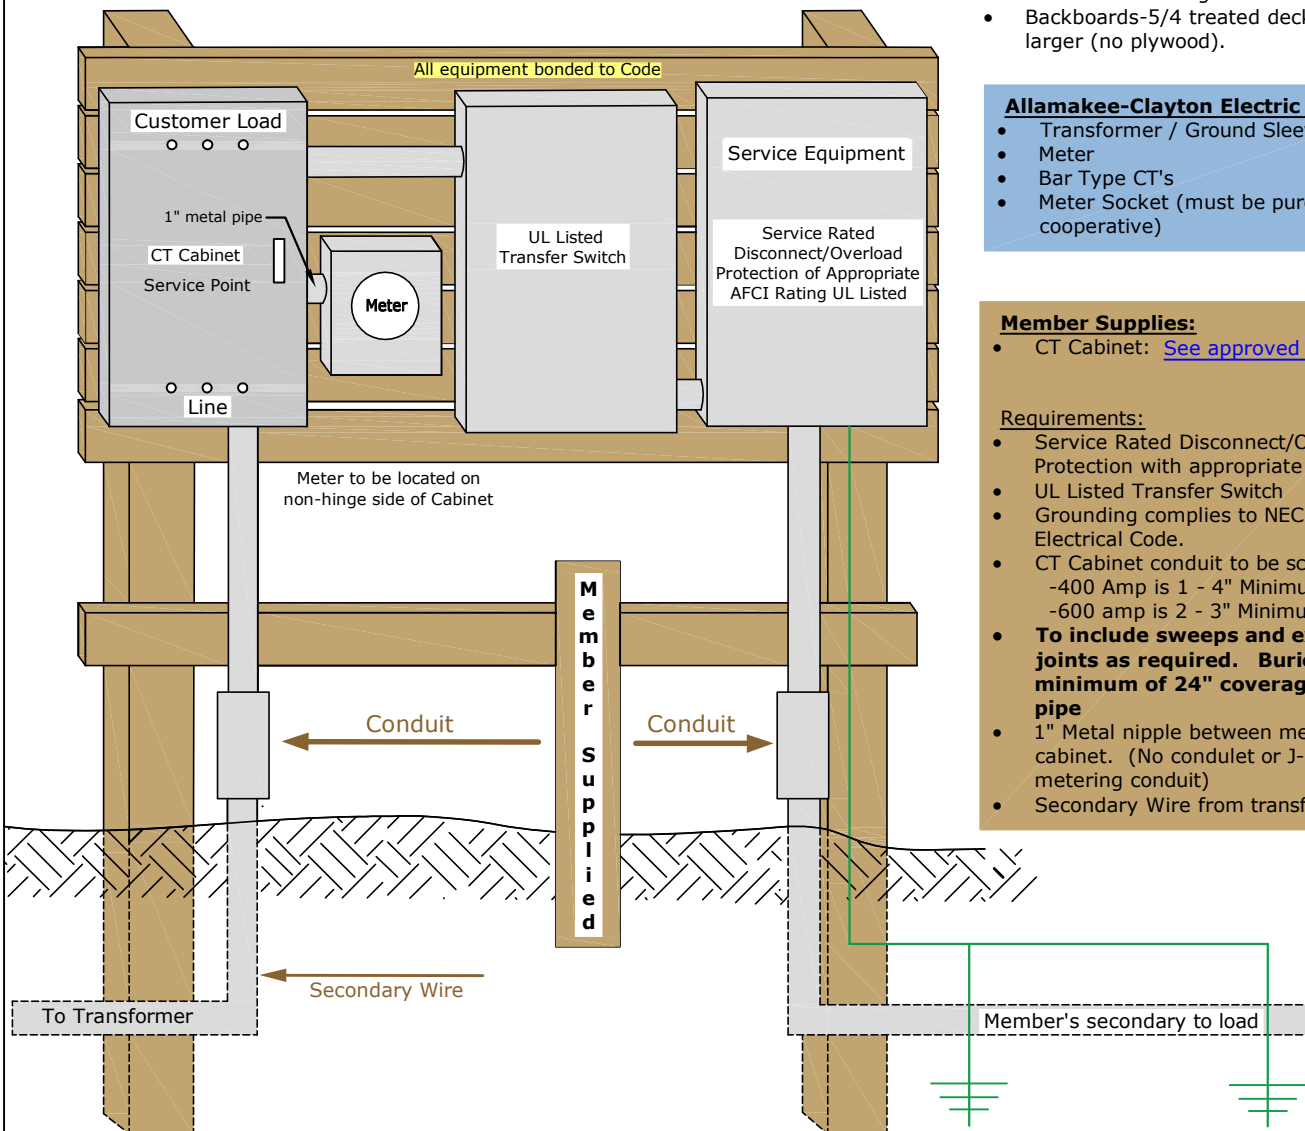 All equipment bonded to Code
Customer Load
1" metal pipe
CT Cabinet
Service Point
Line
Meter
UL Listed
Transfer Switch
Service Equipment
Service Rated
Disconnect/Overload
Protection of Appropriate
AFCI Rating UL Listed
Meter to be located on
non-hinge side of Cabinet
Member Supplied
Conduit
Conduit
Secondary Wire
To Transformer
Member's secondary to load
• Backboards-5/4 treated deck
larger (no plywood).
Allamakee-Clayton Electric
• Transformer / Ground Slee
• Meter
• Bar Type CT's
• Meter Socket (must be pur
cooperative)
Member Supplies:
• CT Cabinet: See approved
Requirements:
• Service Rated Disconnect/O
Protection with appropriate
• UL Listed Transfer Switch
• Grounding complies to NEC
Electrical Code.
• CT Cabinet conduit to be sc
-400 Amp is 1 - 4" Minimu
-600 amp is 2 - 3" Minimu
• To include sweeps and e
joints as required. Burie
minimum of 24" coverag
pipe
• 1" Metal nipple between me
cabinet. (No condulet or J-
metering conduit)
• Secondary Wire from transf